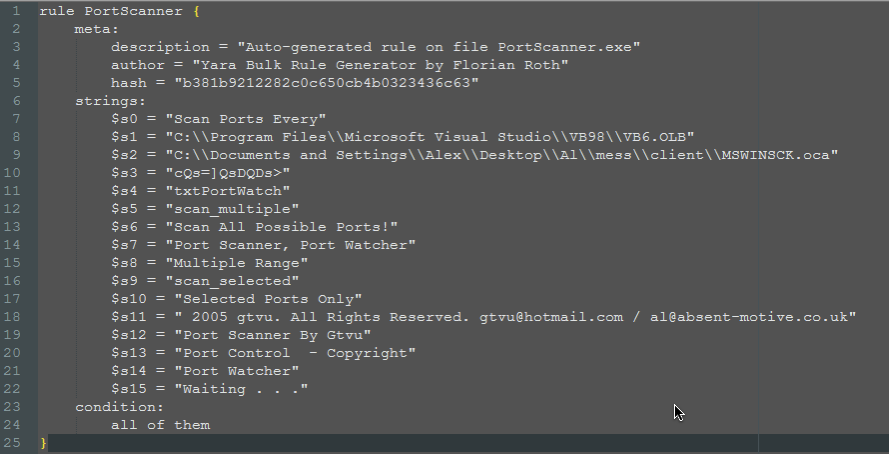 1 rule PortScanner {
2 meta:
3 description = "Auto-generated rule on file PortScanner.exe"
4 author = "Yara Bulk Rule Generator by Florian Roth"
5 hash = "b381b9212282c0c650cb4b0323436c63"
6 strings:
7 $s0 = "Scan Ports Every"
8 $s1 = "C:\\Program Files\\Microsoft Visual Studio\\VB98\\VB6.OLB"
9 $s2 = "C:\\Documents and Settings\\Alex\\Desktop\\Al\\mess\\client\\MSWINSCK.oca"
10 $s3 = "cQs=]QsDQDs>"
11 $s4 = "txtPortWatch"
12 $s5 = "scan_multiple"
13 $s6 = "Scan All Possible Ports!"
14 $s7 = "Port Scanner, Port Watcher"
15 $s8 = "Multiple Range"
16 $s9 = "scan_selected"
17 $s10 = "Selected Ports Only"
18 $s11 = " 2005 gtvu. All Rights Reserved. gtvu@hotmail.com / al@absent-motive.co.uk"
19 $s12 = "Port Scanner By Gtvu"
20 $s13 = "Port Control  - Copyright"
21 $s14 = "Port Watcher"
22 $s15 = "Waiting . . ."
23 condition:
24 all of them
25 }